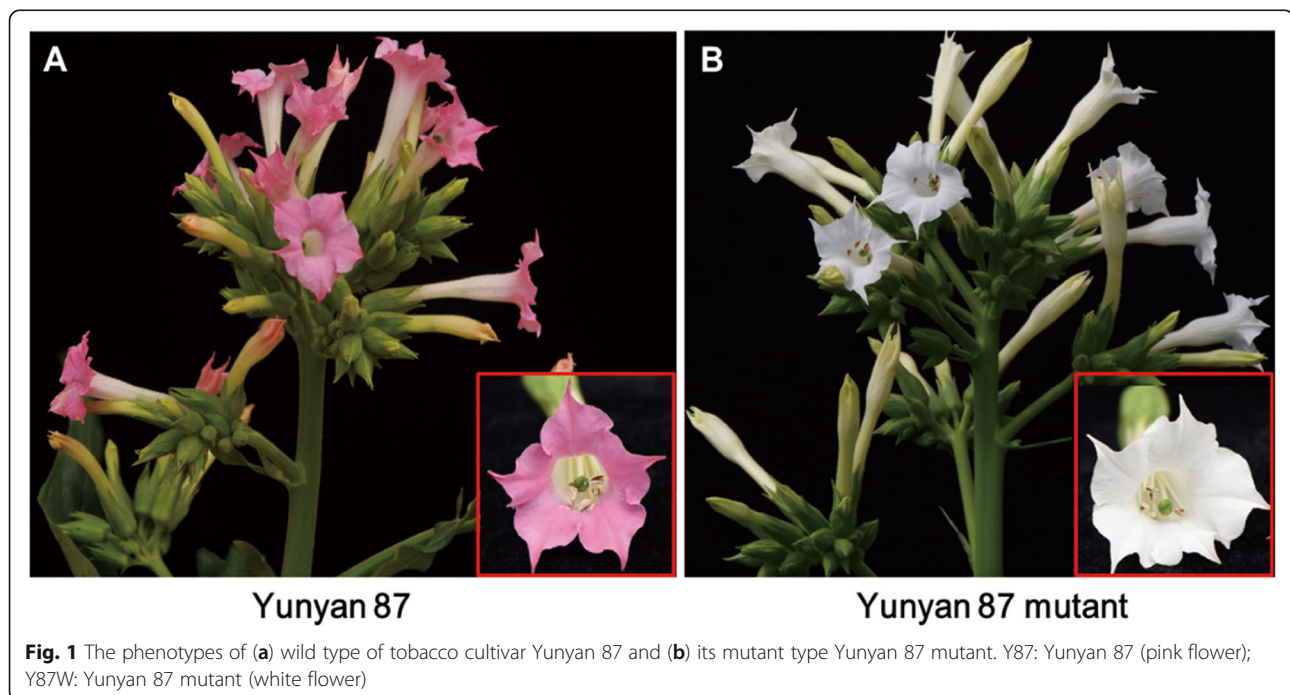 A
B
Yunyan 87
Yunyan 87 mutant
Fig. 1 The phenotypes of (a) wild type of tobacco cultivar Yunyan 87 and (b) its mutant type Yunyan 87 mutant. Y87: Yunyan 87 (pink flower);
Y87W: Yunyan 87 mutant (white flower)